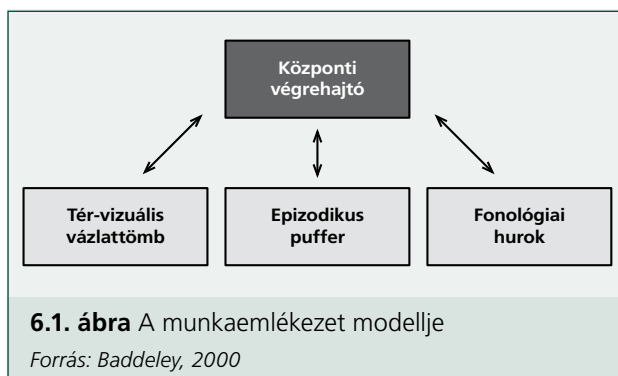 Központi
végrehajtó
Tér-vizuális
vázlattömb
Epizodikus
puffer
Fonológiai
hurok
6.1. ábra A munkaemlékezet modellje
Forrás: Baddeley, 2000